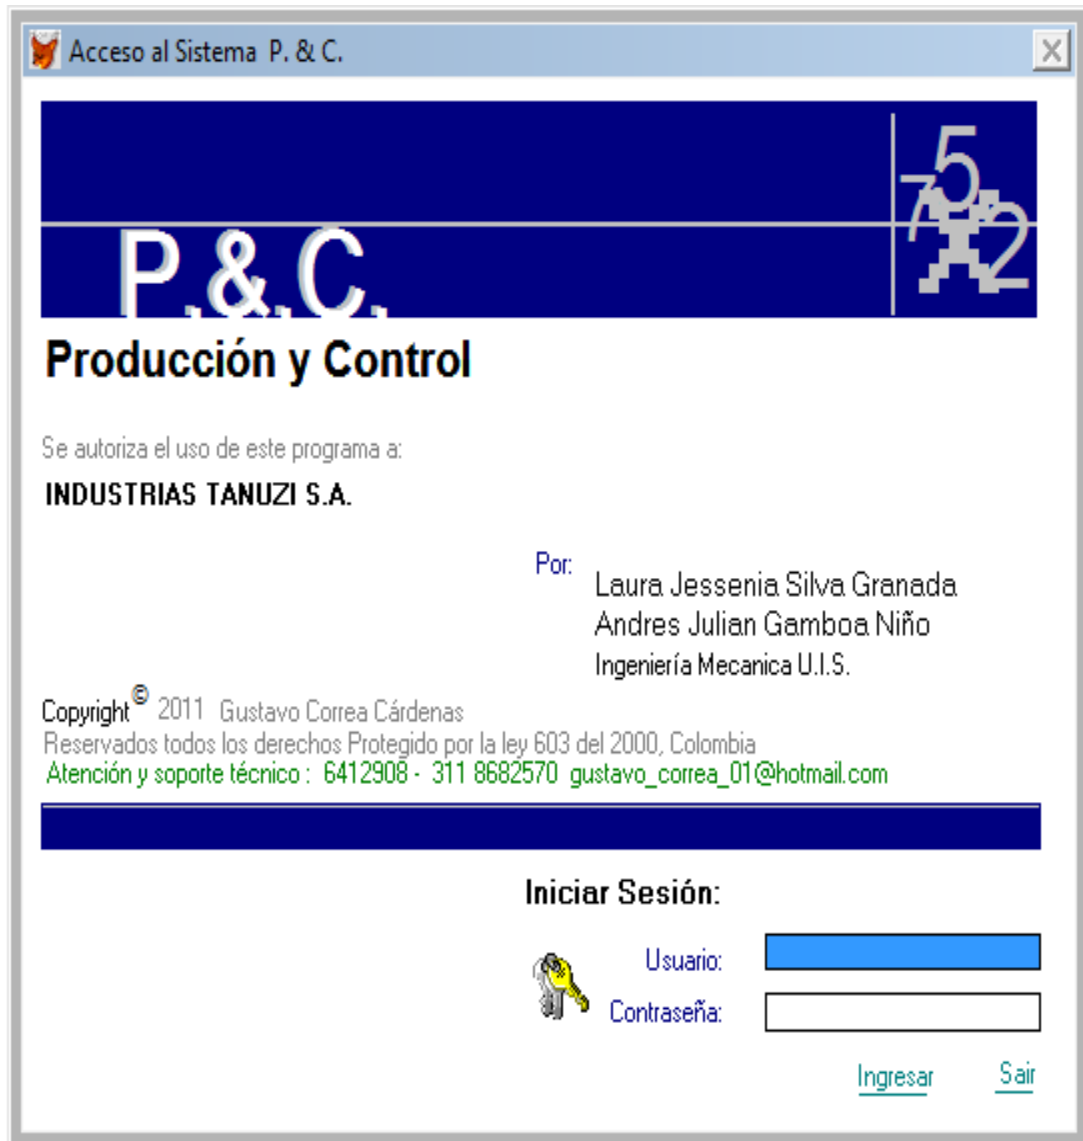 Acceso al Sistema P. & C.
7 5 2
P.&.C.
Producción y Control
Se autoriza el uso de este programa a:
INDUSTRIAS TANUZI S.A.
Por:
Laura Jessenia Silva Granada
Andres Julian Gamboa Niño
Ingeniería Mecanica U.I.S.
Copyright © 2011 Gustavo Correa Cárdenas
Reservados todos los derechos Protegido por la ley 603 del 2000, Colombia
Atención y soporte técnico : 6412908 - 311 8682570 gustavo_correa_01@hotmail.com
Iniciar Sesión:
Usuario:
Contraseña:
Ingresar Sair